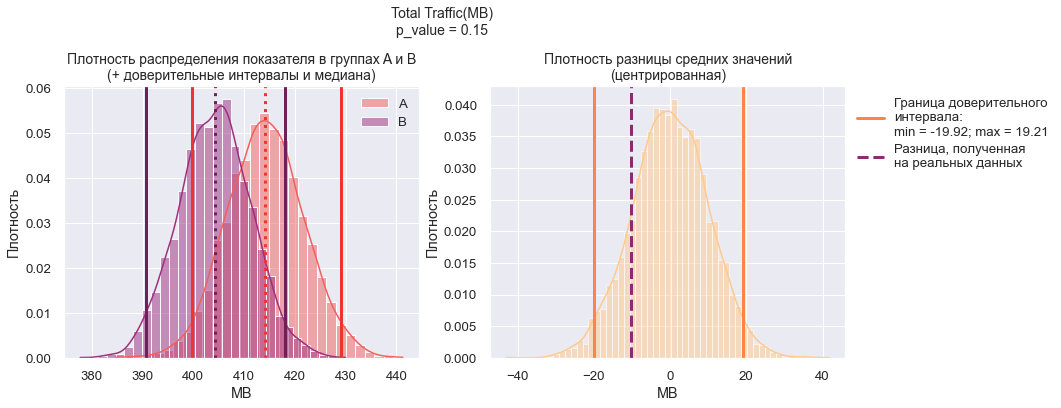 Total Traffic(MB)
p_value = 0.15
Плотность распределения показателя в группах A и B
(+ доверительные интервалы и медиана)
A
B
Плотность
0.06
0.05
0.04
0.03
0.02
0.01
0.00
380
390
400
410
420
430
440
MB
Плотность разницы средних значений
(центрированная)
Плотность
0.040
0.035
0.030
0.025
0.020
0.015
0.010
0.005
0.000
−40
−20
0
20
40
MB
Граница доверительного
интервала:
min = -19.92; max = 19.21
Разница, полученная
на реальных данных